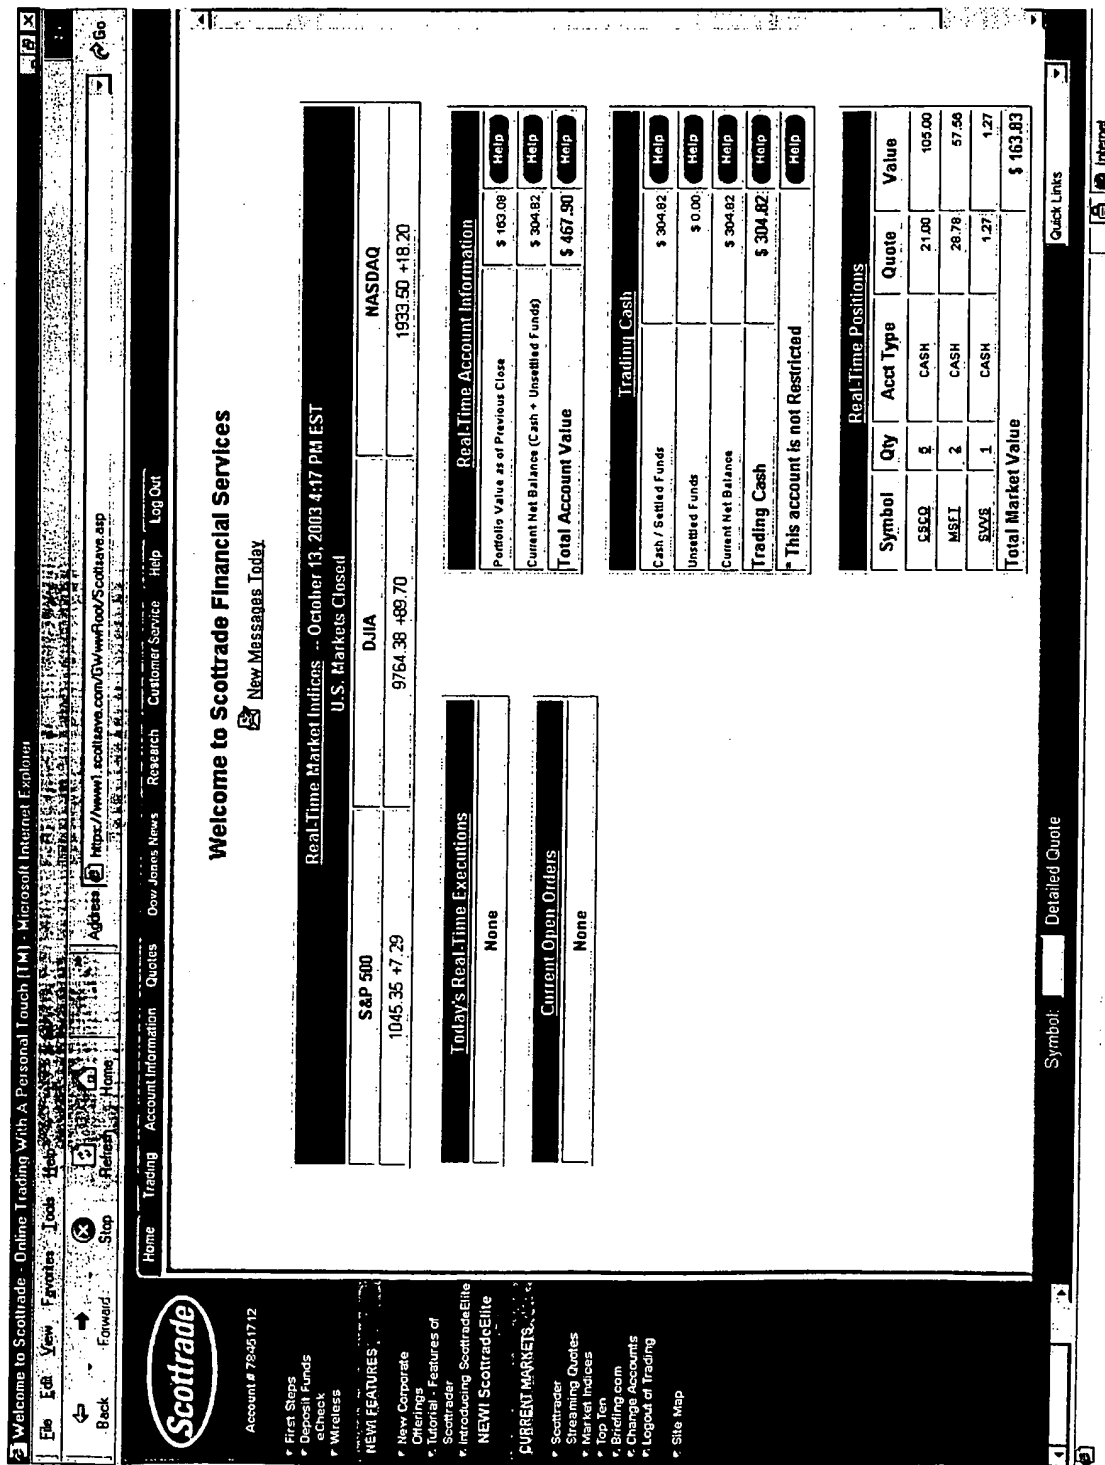 Welcome to Scottrade - Online Trading With A Personal Touch (TM) - Microsoft Internet Explorer
File Edit View Favorites Tools Help
Back Forward Stop Refresh Home
Address https://www1.scottsave.com/GWwwRoot/Scottsave.asp Go
Scottrade
Home Trading Account Information Quotes Dow Jones News Research Customer Service Help Log Out
Account # 78451712
First Steps
Deposit Funds
eCheck
Wireless
NEW! FEATURES
New Corporate
Offerings
Tutorial - Features of
Scottrader
Introducing ScottradeElite
NEW! ScottradeElite
CURRENT MARKETS
Scottrader
Streaming Quotes
Market Indices
Top Ten
Briefing.com
Change Accounts
Logout of Trading
Site Map
Welcome to Scottrade Financial Services
New Messages Today
Real-Time Market Indices -- October 13, 2003 4:17 PM EST
U.S. Markets Closed
S&P 500 DJIA NASDAQ
1045.35 +7.29 9764.38 +89.70 1933.50 +18.20
Today's Real-Time Executions
None
Current Open Orders
None
Real-Time Account Information
Portfolio Value as of Previous Close $ 163.08 Help
Current Net Balance (Cash + Unsettled Funds) $ 304.82 Help
Total Account Value $ 467.90 Help
Trading Cash
Cash / Settled Funds $ 304.82 Help
Unsettled Funds $ 0.00 Help
Current Net Balance $ 304.82 Help
Trading Cash $ 304.82 Help
* This account is not Restricted Help
Real-Time Positions
Symbol Qty Acct Type Quote Value
CSCO 5 CASH 21.00 105.00
MSFT 2 CASH 28.78 57.56
SVVS 1 CASH 1.27 1.27
Total Market Value $ 163.83
Symbol: Detailed Quote Quick Links
Internet